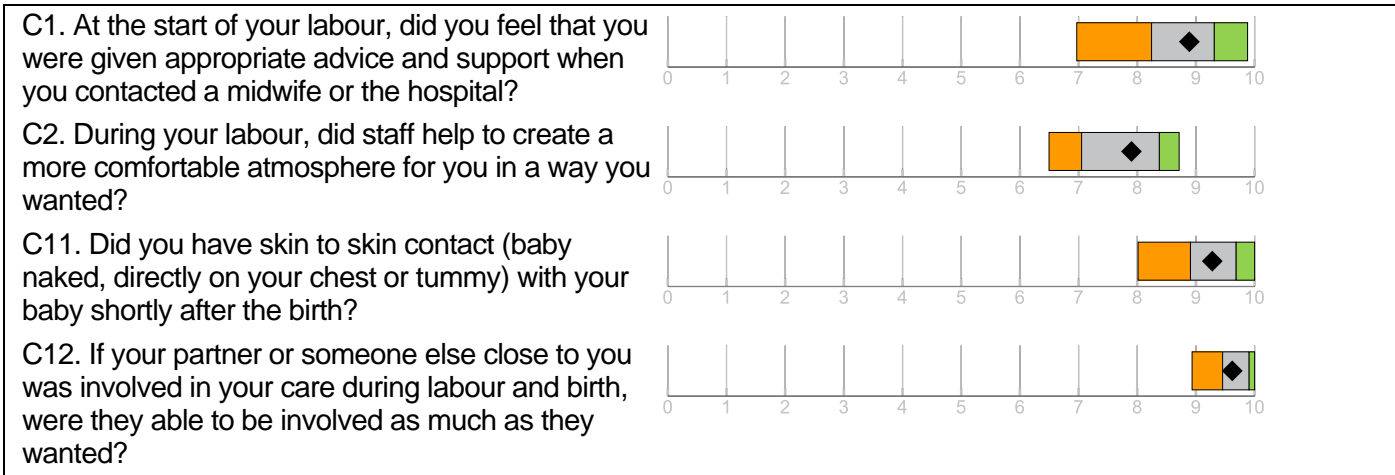 C1. At the start of your labour, did you feel that you
were given appropriate advice and support when
you contacted a midwife or the hospital?
0 1 2 3 4 5 6 7 8 9 10
C2. During your labour, did staff help to create a
more comfortable atmosphere for you in a way you
wanted?
0 1 2 3 4 5 6 7 8 9 10
C11. Did you have skin to skin contact (baby
naked, directly on your chest or tummy) with your
baby shortly after the birth?
0 1 2 3 4 5 6 7 8 9 10
C12. If your partner or someone else close to you
was involved in your care during labour and birth,
were they able to be involved as much as they
wanted?
0 1 2 3 4 5 6 7 8 9 10